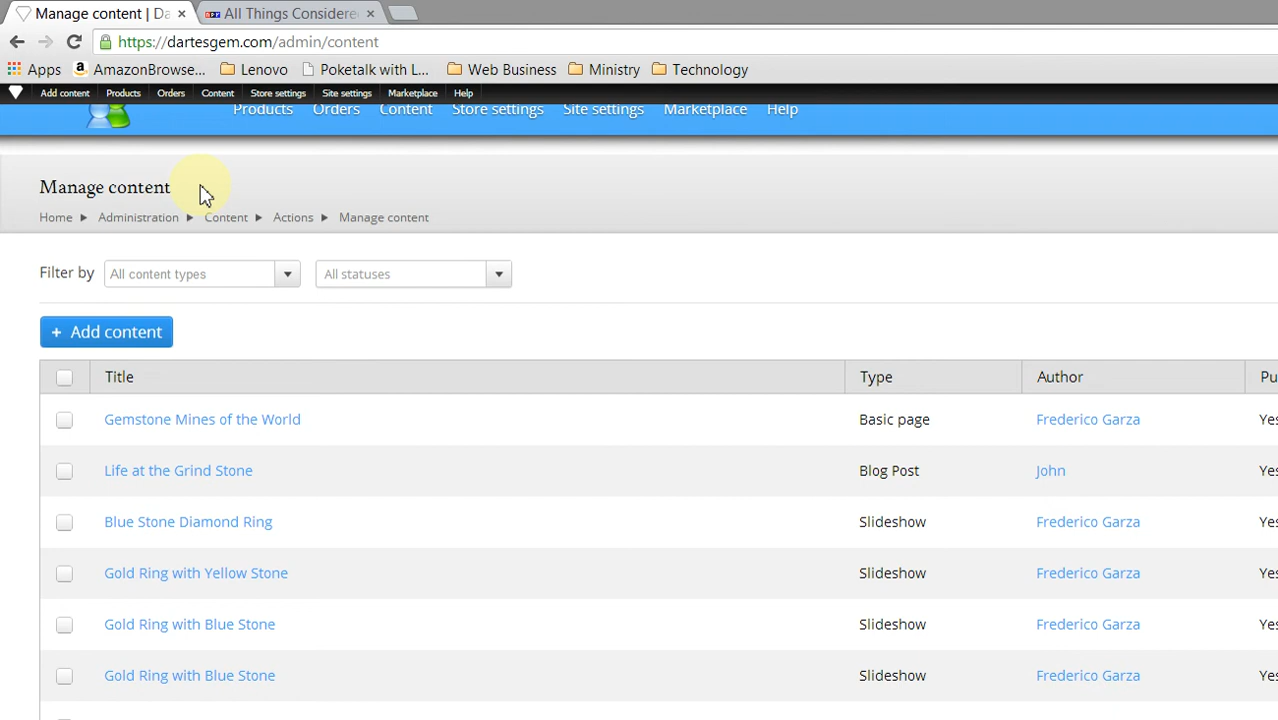 Manage content | Da
All Things Considered
https://dartesgem.com/admin/content
Apps AmazonBrowse... Lenovo Poketalk with L... Web Business Ministry Technology
Add content Products Orders Content Store settings Site settings Marketplace Help
Products Orders Content Store settings Site settings Marketplace Help
Manage content
Home Administration Content Actions Manage content
Filter by All content types All statuses
+ Add content
Title Type Author Pu
Gemstone Mines of the World Basic page Frederico Garza Yes
Life at the Grind Stone Blog Post John Yes
Blue Stone Diamond Ring Slideshow Frederico Garza Yes
Gold Ring with Yellow Stone Slideshow Frederico Garza Yes
Gold Ring with Blue Stone Slideshow Frederico Garza Yes
Gold Ring with Blue Stone Slideshow Frederico Garza Yes